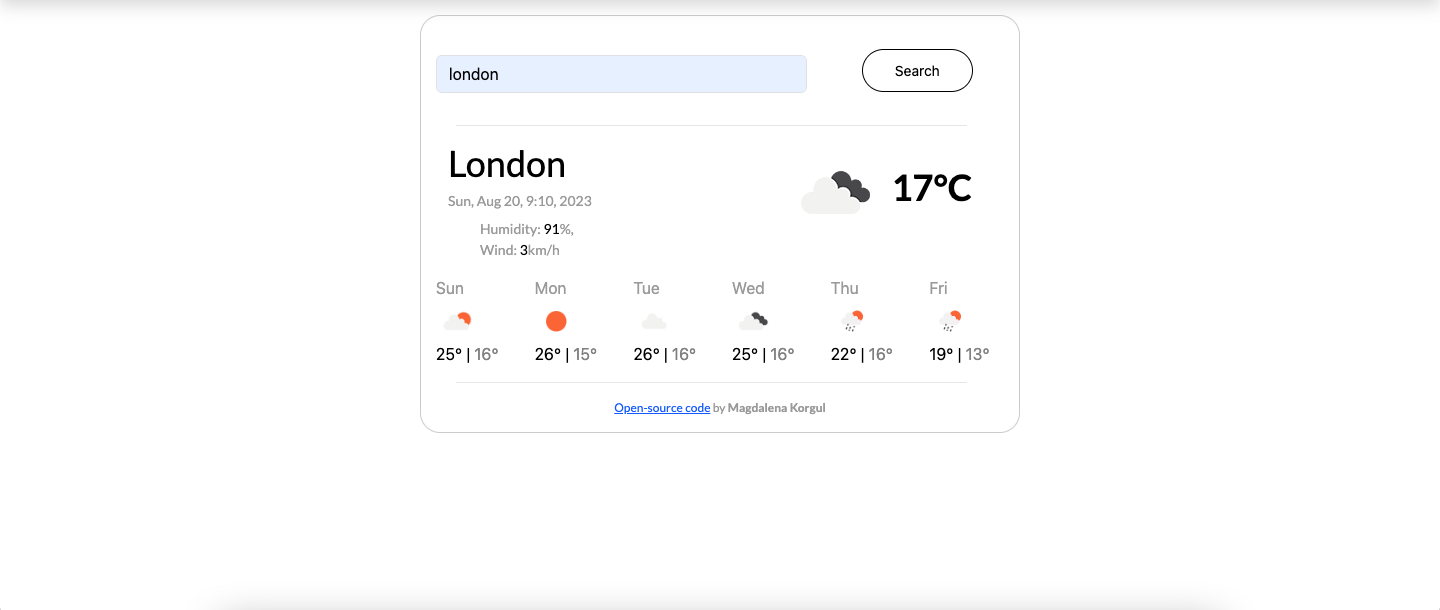 london
Search
London
17°C
Sun, Aug 20, 9:10, 2023
Humidity: 91%,
Wind: 3km/h
Sun Mon Tue Wed Thu Fri
25° | 16° 26° | 15° 26° | 16° 25° | 16° 22° | 16° 19° | 13°
Open-source code by Magdalena Korgul